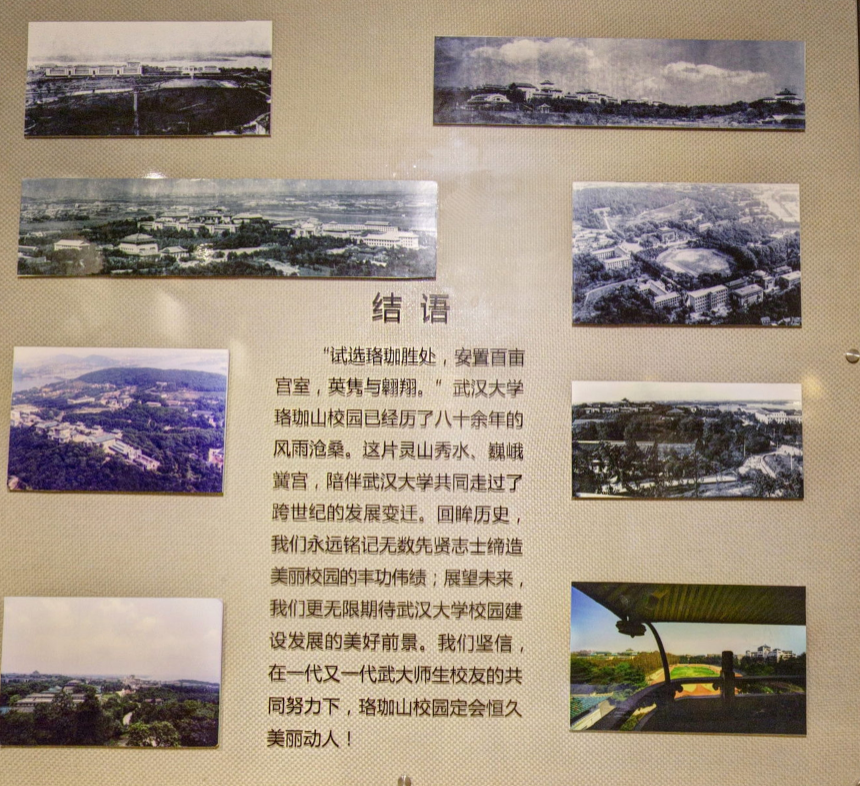 结 语
“试选珞珈胜处，安置百亩
宫室，英隽与翱翔。”武汉大学
珞珈山校园已经历了八十余年的
风雨沧桑。这片灵山秀水、巍峨
黉宫，陪伴武汉大学共同走过了
跨世纪的发展变迁。回眸历史，
我们永远铭记无数先贤志士缔造
美丽校园的丰功伟绩；展望未来，
我们更无限期待武汉大学校园建
设发展的美好前景。我们坚信，
在一代又一代武大师生校友的共
同努力下，珞珈山校园定会恒久
美丽动人！